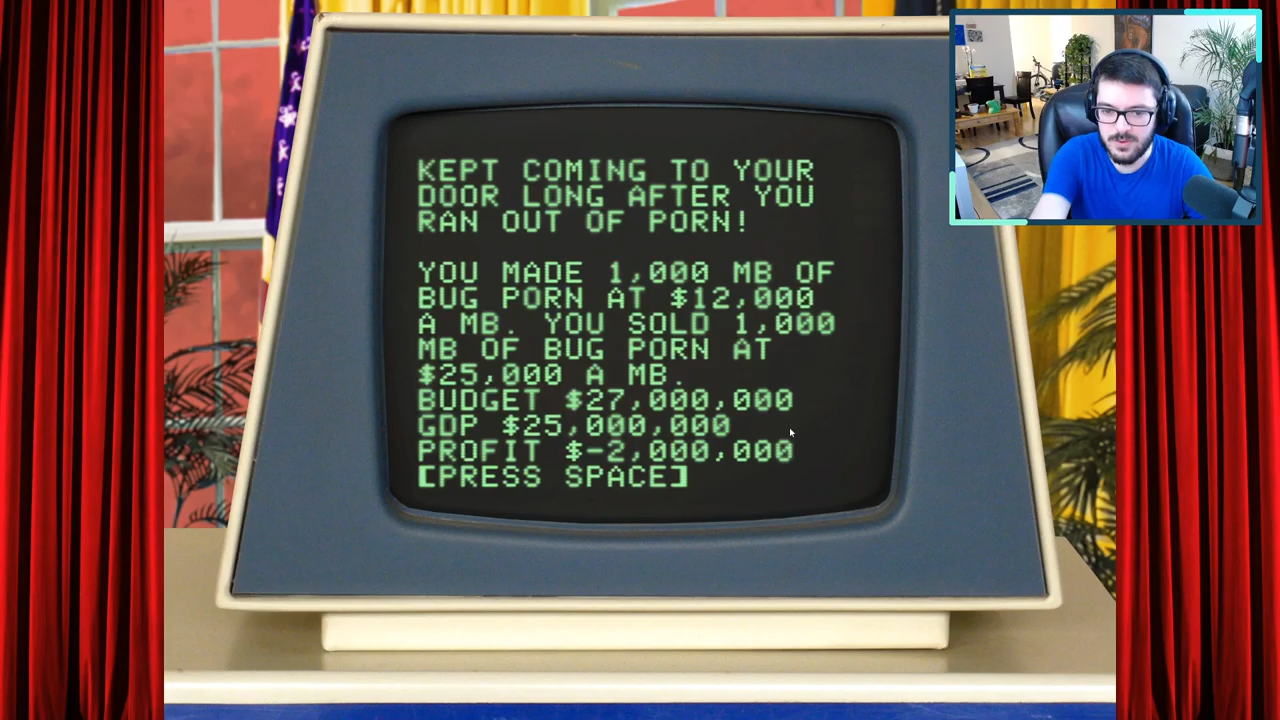 KEPT COMING TO YOUR
DOOR LONG AFTER YOU
RAN OUT OF PORN!
YOU MADE 1,000 MB OF
BUG PORN AT $12,000
A MB. YOU SOLD 1,000
MB OF BUG PORN AT
$25,000 A MB.
BUDGET $27,000,000
GDP $25,000,000
PROFIT $-2,000,000
[PRESS SPACE]